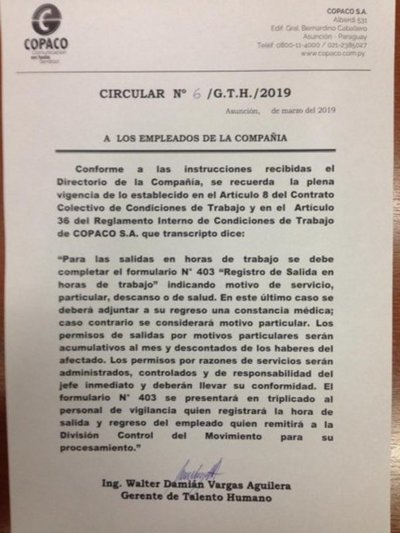 COPACO
Comunicación
en todo
Sentido
COPACO S.A.
Alberdi 531
Edif. Gral. Bernardino Caballero
Asunción - Paraguay
Teléf: 0800-11-4000 / 021-2385027
www.copaco.com.py
CIRCULAR N° 6 /G.T.H./2019
Asunción, de marzo del 2019
A LOS EMPLEADOS DE LA COMPAÑIA
Conforme a las instrucciones recibidas el
Directorio de la Compañía, se recuerda la plena
vigencia de lo establecido en el Artículo 8 del Contrato
Colectivo de Condiciones de Trabajo y en el Artículo
36 del Reglamento Interno de Condiciones de Trabajo
de COPACO S.A. que transcripto dice:
"Para las salidas en horas de trabajo se debe
completar el formulario N° 403 "Registro de Salida en
horas de trabajo" indicando motivo de servicio,
particular, descanso o de salud. En este último caso se
deberá adjuntar a su regreso una constancia médica;
caso contrario se considerará motivo particular. Los
permisos de salidas por motivos particulares serán
acumulativos al mes y descontados de los haberes del
afectado. Los permisos por razones de servicios serán
administrados, controlados y de responsabilidad del
jefe inmediato y deberán llevar su conformidad. El
formulario N° 403 se presentará en triplicado al
personal de vigilancia quien registrará la hora de
salida y regreso del empleado quien remitirá a la
División Control del Movimiento para su
procesamiento."
Ing. Walter Damián Vargas Aguilera
Gerente de Talento Humano